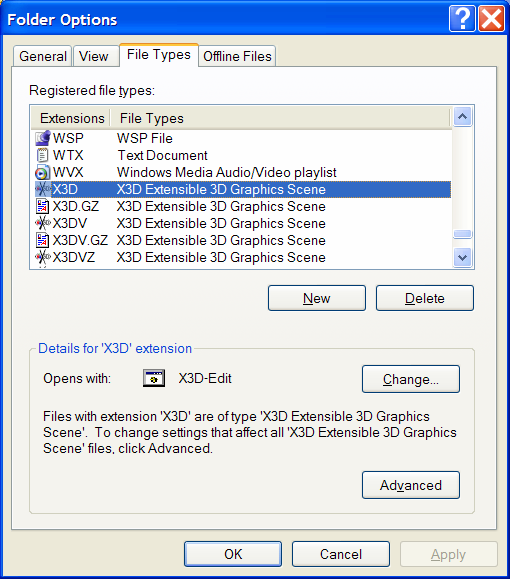 Folder Options
General View File Types Offline Files
Registered file types:
Extensions File Types
WSP WSP File
WTX Text Document
WVX Windows Media Audio/Video playlist
X3D X3D Extensible 3D Graphics Scene
X3D.GZ X3D Extensible 3D Graphics Scene
X3DV X3D Extensible 3D Graphics Scene
X3DV.GZ X3D Extensible 3D Graphics Scene
X3DVZ X3D Extensible 3D Graphics Scene
New Delete
Details for 'X3D' extension
Opens with: X3D-Edit Change...
Files with extension 'X3D' are of type 'X3D Extensible 3D Graphics
Scene'. To change settings that affect all 'X3D Extensible 3D Graphics
Scene' files, click Advanced.
Advanced
OK Cancel Apply